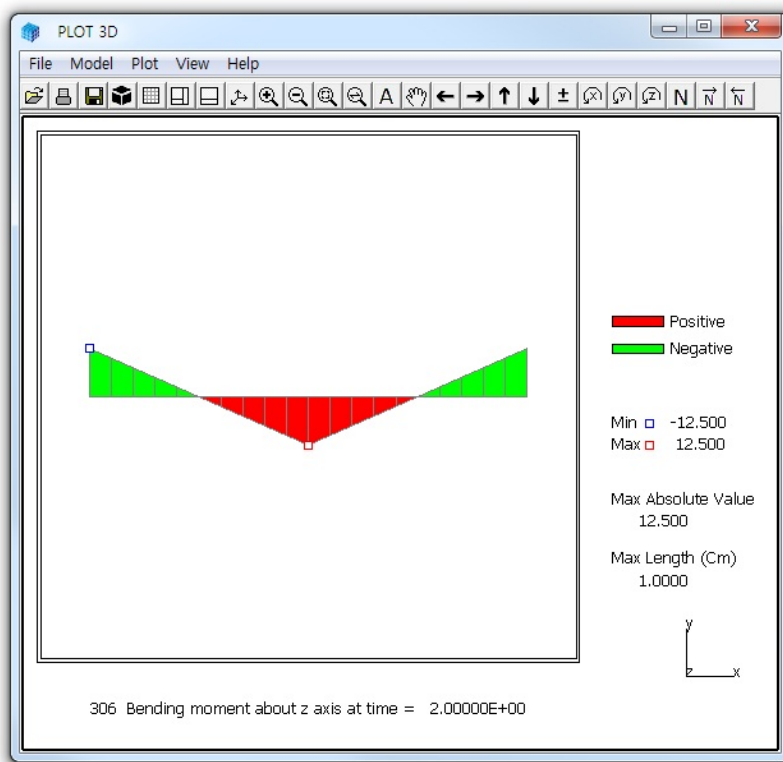 PLOT 3D
File Model Plot View Help
A ± x y z N N N
Positive
Negative
Min -12.500
Max 12.500
Max Absolute Value
12.500
Max Length (Cm)
1.0000
y
z x
306 Bending moment about z axis at time = 2.00000E+00